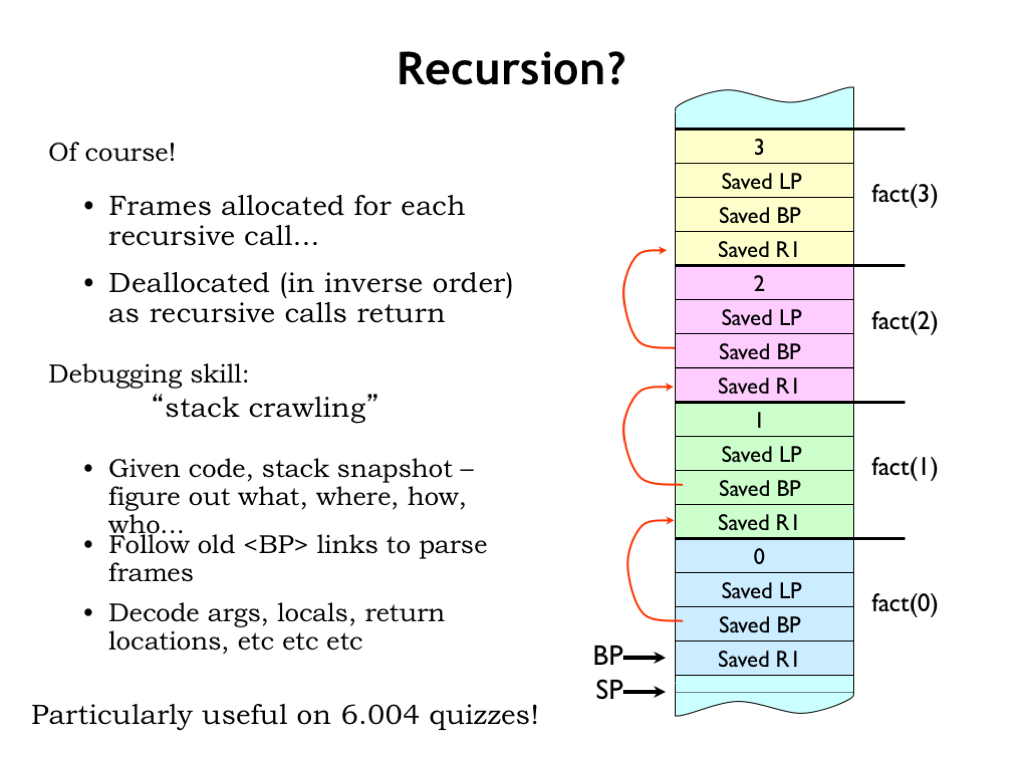 Recursion?
Of course!
• Frames allocated for each
recursive call…
• Deallocated (in inverse order)
as recursive calls return
Debugging skill:
“stack crawling”
• Given code, stack snapshot –
figure out what, where, how,
who…
• Follow old <BP> links to parse
frames
• Decode args, locals, return
locations, etc etc etc
Particularly useful on 6.004 quizzes!
3
Saved LP
Saved BP
Saved R1
fact(3)
2
Saved LP
Saved BP
Saved R1
fact(2)
1
Saved LP
Saved BP
Saved R1
fact(1)
0
Saved LP
Saved BP
Saved R1
fact(0)
BP
SP